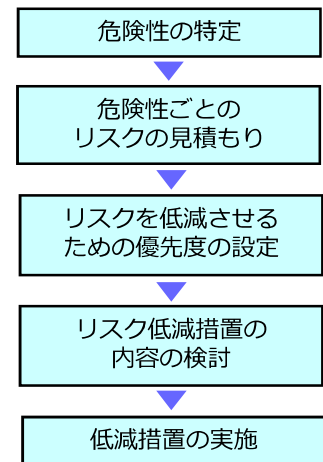 危険性の特定
危険性ごとの
リスクの見積もり
リスクを低減させる
ための優先度の設定
リスク低減措置の
内容の検討
低減措置の実施